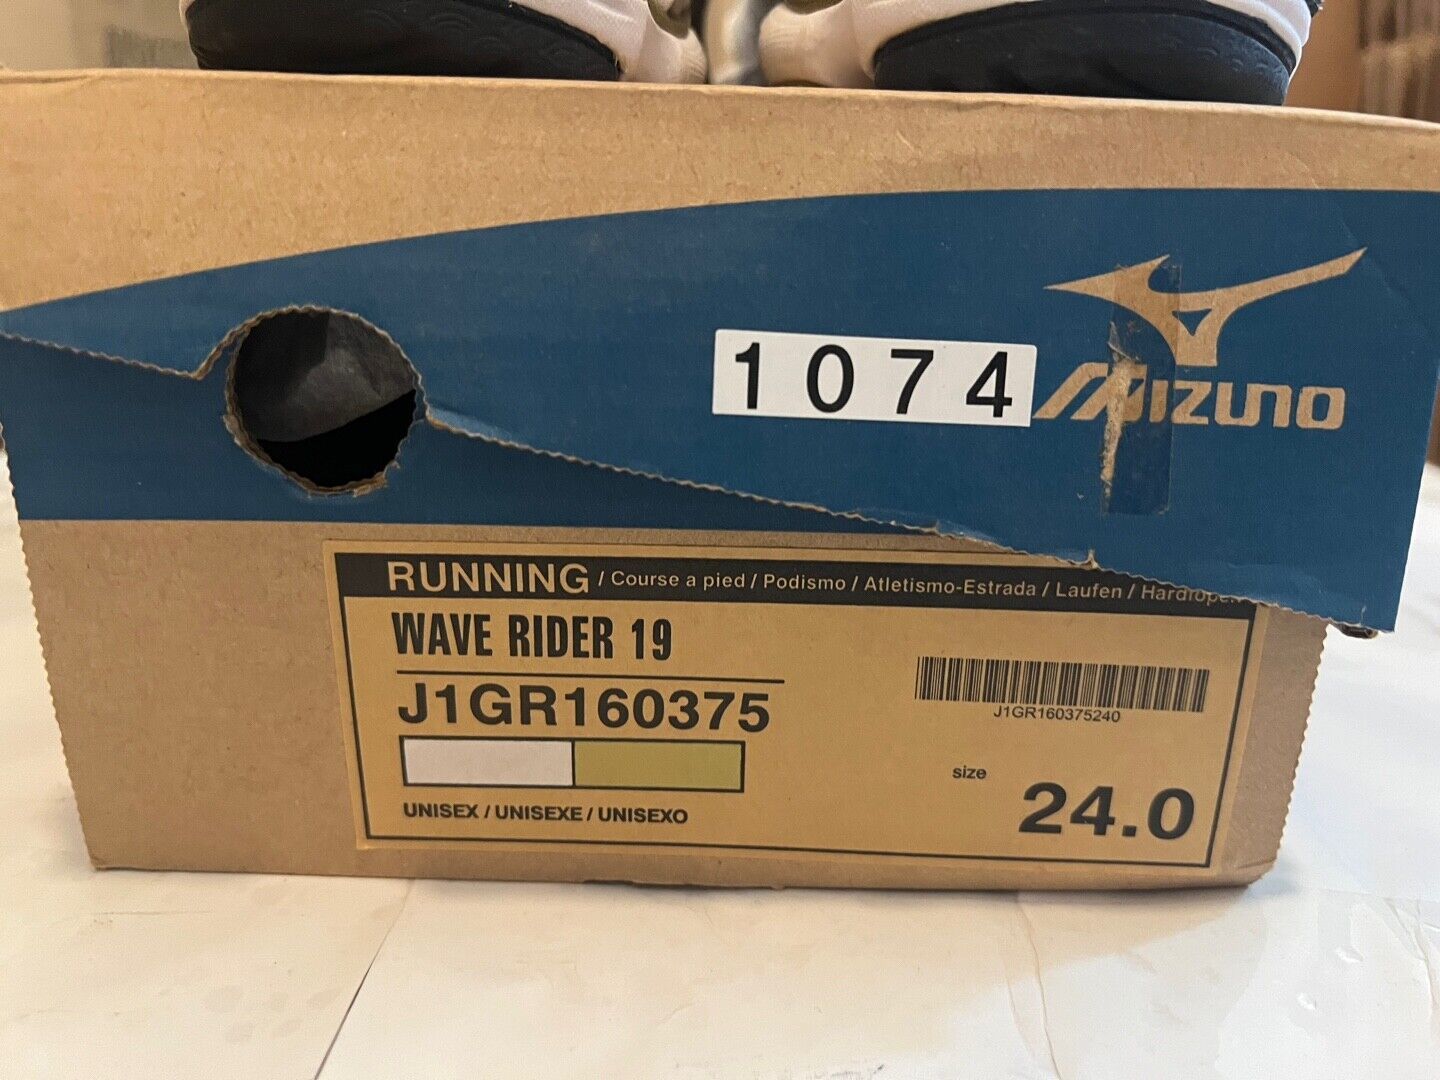 1074
MIZUNO
RUNNING / Course a pied / Podismo / Atletismo-Estrada / Laufen / Hardlopen
WAVE RIDER 19
J1GR160375
J1GR160375240
UNISEX / UNISEXE / UNISEXO
size
24.0